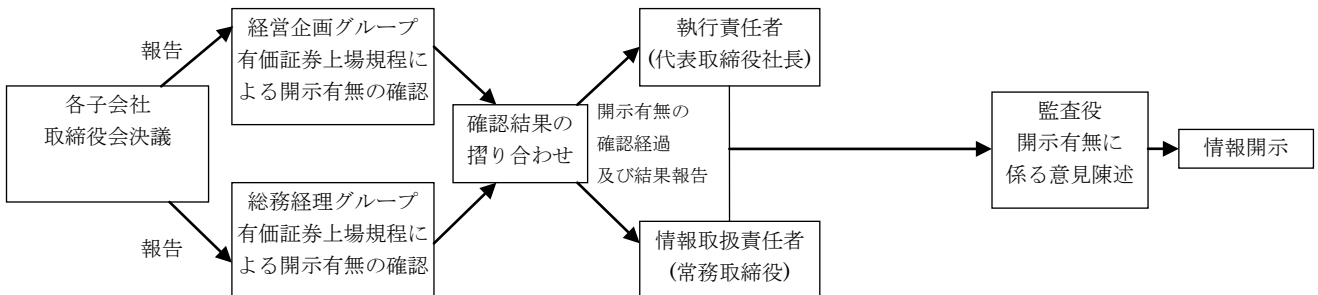 報告
経営企画グループ
有価証券上場規程に
よる開示有無の確認
各子会社
取締役会決議
報告
総務経理グループ
有価証券上場規程に
よる開示有無の確認
確認結果の
摺り合わせ
開示有無の
確認経過
及び結果報告
執行責任者
(代表取締役社長)
情報取扱責任者
(常務取締役)
監査役
開示有無に
係る意見陳述
情報開示